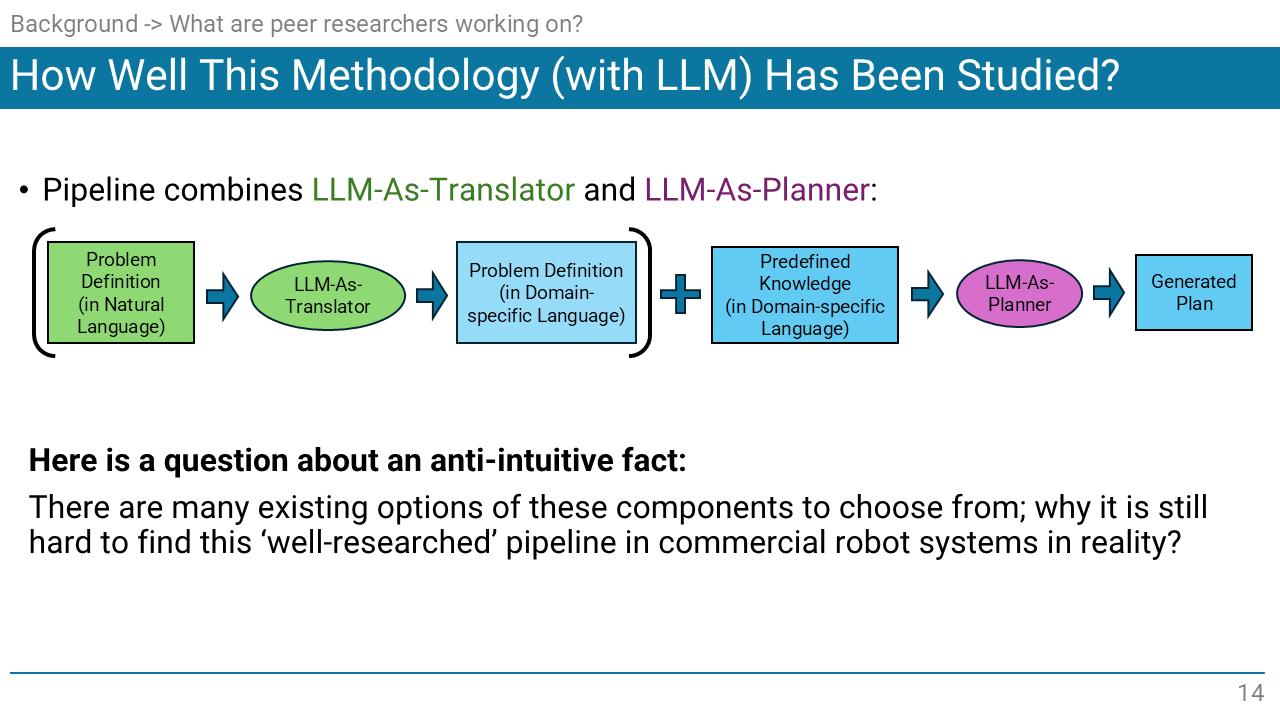 Background -> What are peer researchers working on?
How Well This Methodology (with LLM) Has Been Studied?
• Pipeline combines LLM-As-Translator and LLM-As-Planner:
Problem
Definition
(in Natural
Language)
LLM-As-
Translator
Problem Definition
(in Domain-
specific Language)
Predefined
Knowledge
(in Domain-specific
Language)
LLM-As-
Planner
Generated
Plan
Here is a question about an anti-intuitive fact:
There are many existing options of these components to choose from; why it is still
hard to find this ‘well-researched’ pipeline in commercial robot systems in reality?
14